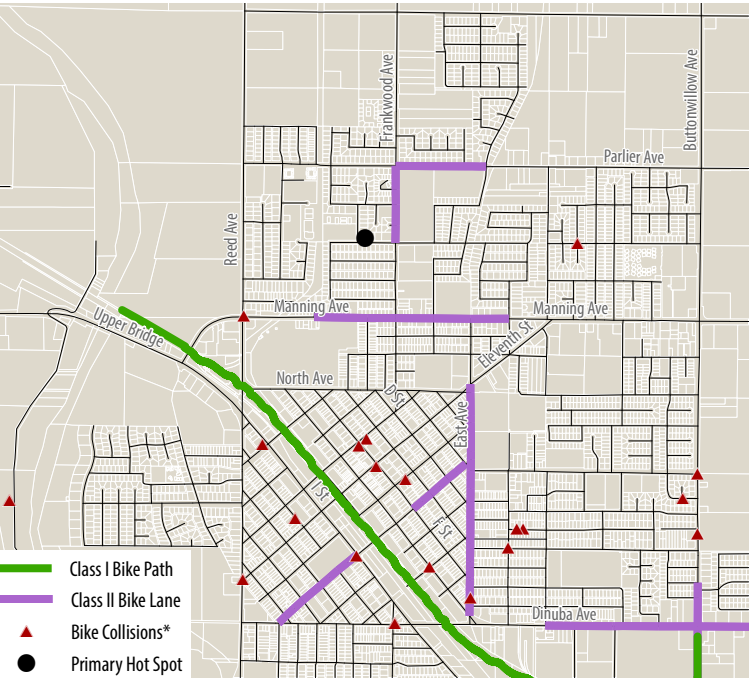 Frankwood Ave
Buttonwillow Ave
Parlier Ave
Reed Ave
Manning Ave
Manning Ave
Upper Bridge
Eleventh St
North Ave
D St
East Ave
I St
F St
Dinuba Ave
Class I Bike Path
Class II Bike Lane
Bike Collisions*
Primary Hot Spot